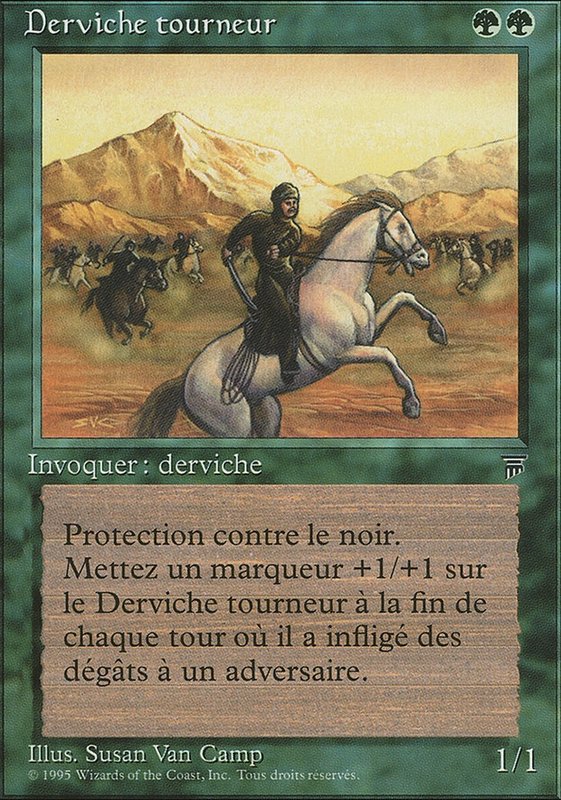 Derviche tourneur
SVC
Invoquer : derviche
Protection contre le noir.
Mettez un marqueur +1/+1 sur
le Derviche tourneur à la fin de
chaque tour où il a infligé des
dégâts à un adversaire.
Illus. Susan Van Camp
1/1
© 1995 Wizards of the Coast, Inc. Tous droits réservés.